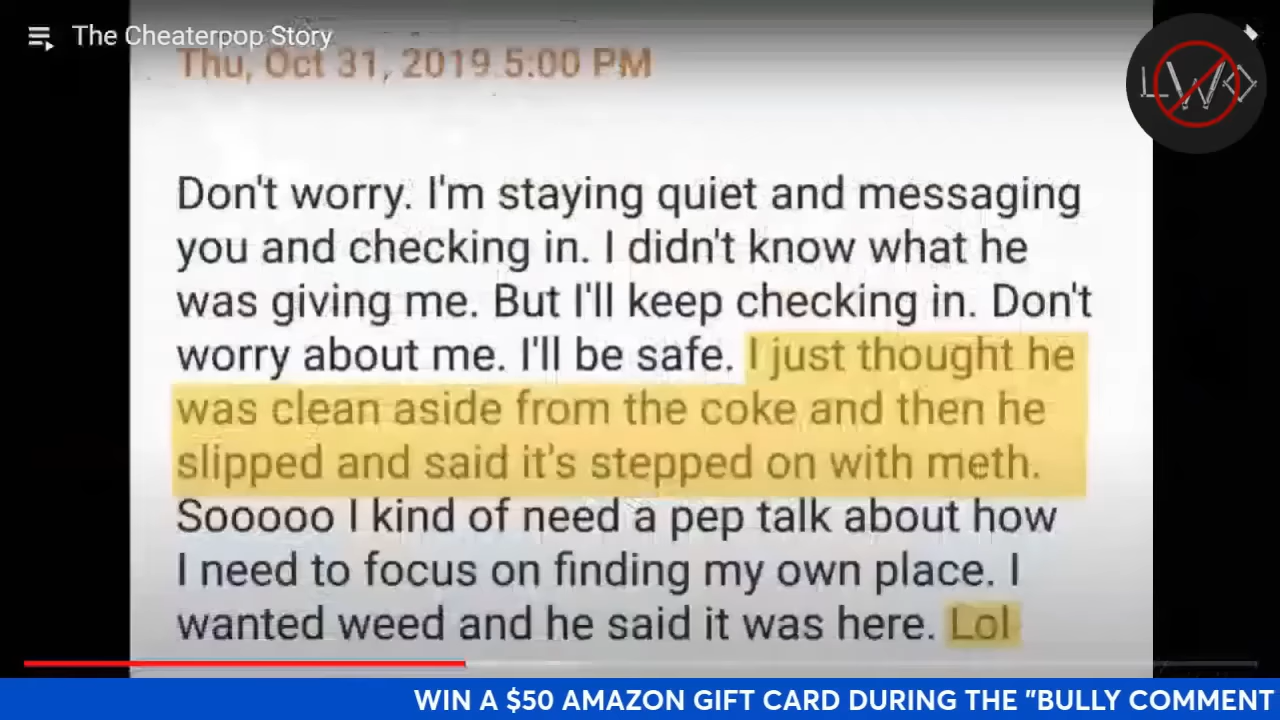 The Cheaterpop Story
Thu, Oct 31, 2019 5:00 PM
LWD
Don't worry. I'm staying quiet and messaging
you and checking in. I didn't know what he
was giving me. But I'll keep checking in. Don't
worry about me. I'll be safe. I just thought he
was clean aside from the coke and then he
slipped and said it's stepped on with meth.
Sooooo I kind of need a pep talk about how
I need to focus on finding my own place. I
wanted weed and he said it was here. Lol
WIN A $50 AMAZON GIFT CARD DURING THE "BULLY COMMENT